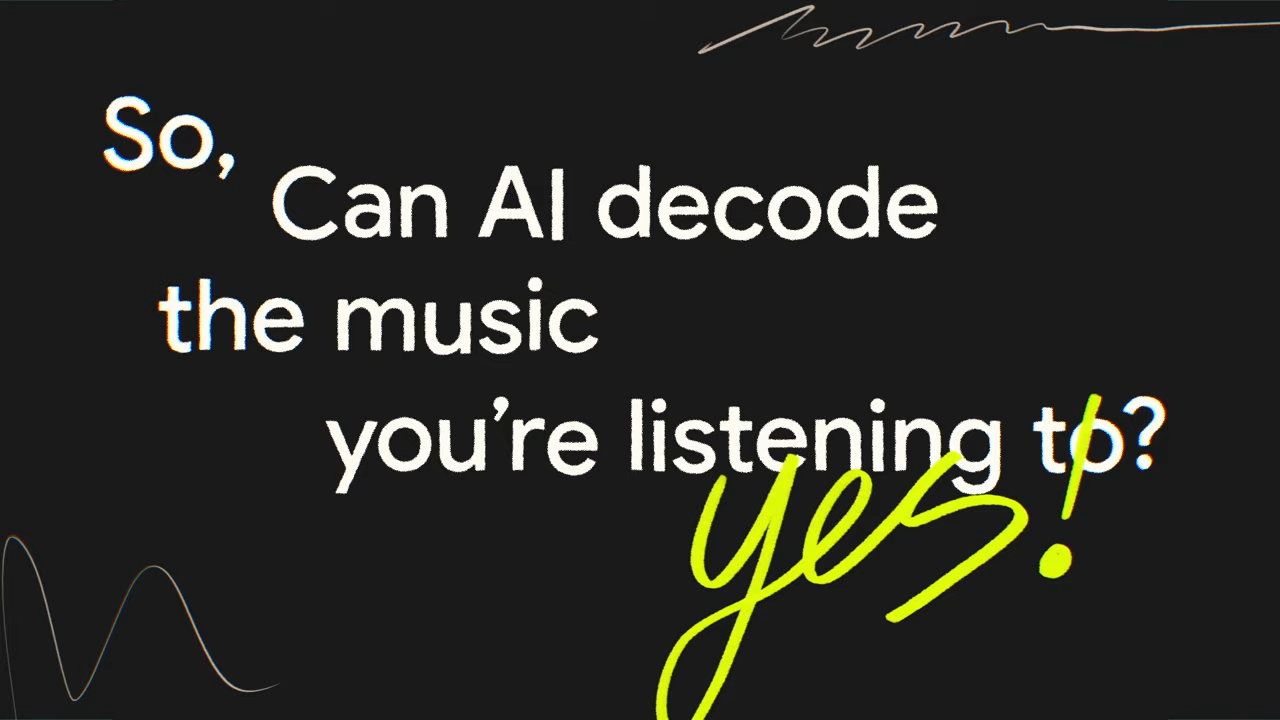 So,
Can AI decode
the music
you’re listening to?
yes!